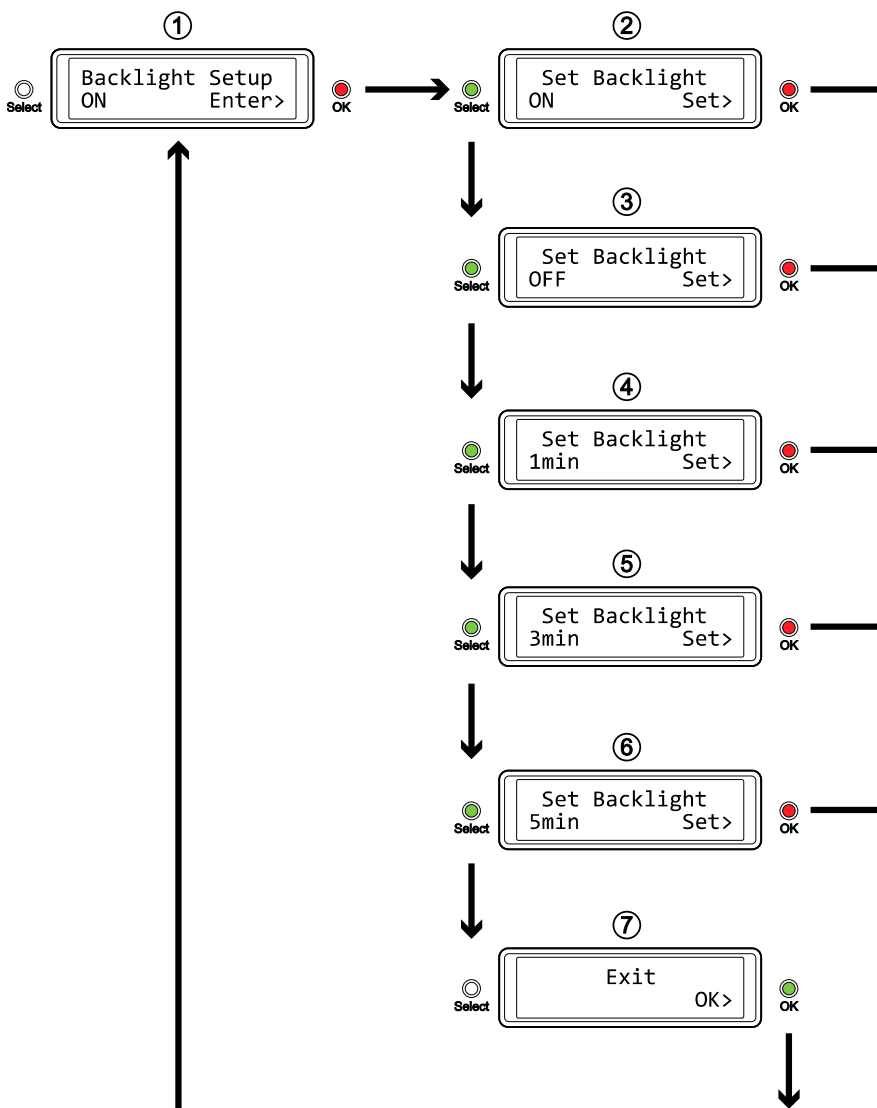 ①
Backlight Setup
ON Enter>
Select
OK
②
Set Backlight
ON Set>
Select
OK
③
Set Backlight
OFF Set>
Select
OK
④
Set Backlight
1min Set>
Select
OK
⑤
Set Backlight
3min Set>
Select
OK
⑥
Set Backlight
5min Set>
Select
OK
⑦
Exit
OK>
Select
OK